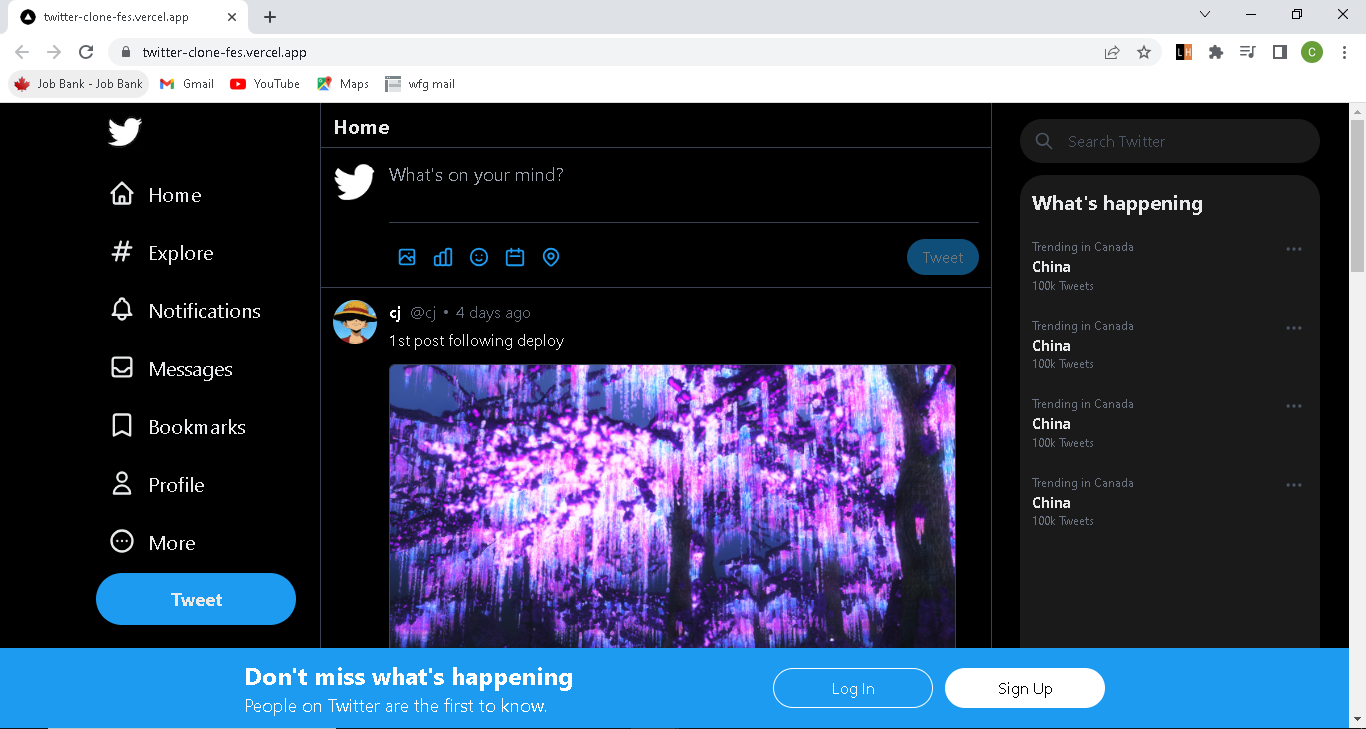 twitter-clone-fes.vercel.app
twitter-clone-fes.vercel.app
L H
C
Job Bank - Job Bank
Gmail
YouTube
Maps
wfg mail
Home
Explore
Notifications
Messages
Bookmarks
Profile
More
Tweet
Home
What's on your mind?
Tweet
cj @cj • 4 days ago
1st post following deploy
Search Twitter
What's happening
Trending in Canada
China
100k Tweets
Trending in Canada
China
100k Tweets
Trending in Canada
China
100k Tweets
Trending in Canada
China
100k Tweets
Don't miss what's happening
People on Twitter are the first to know.
Log In
Sign Up